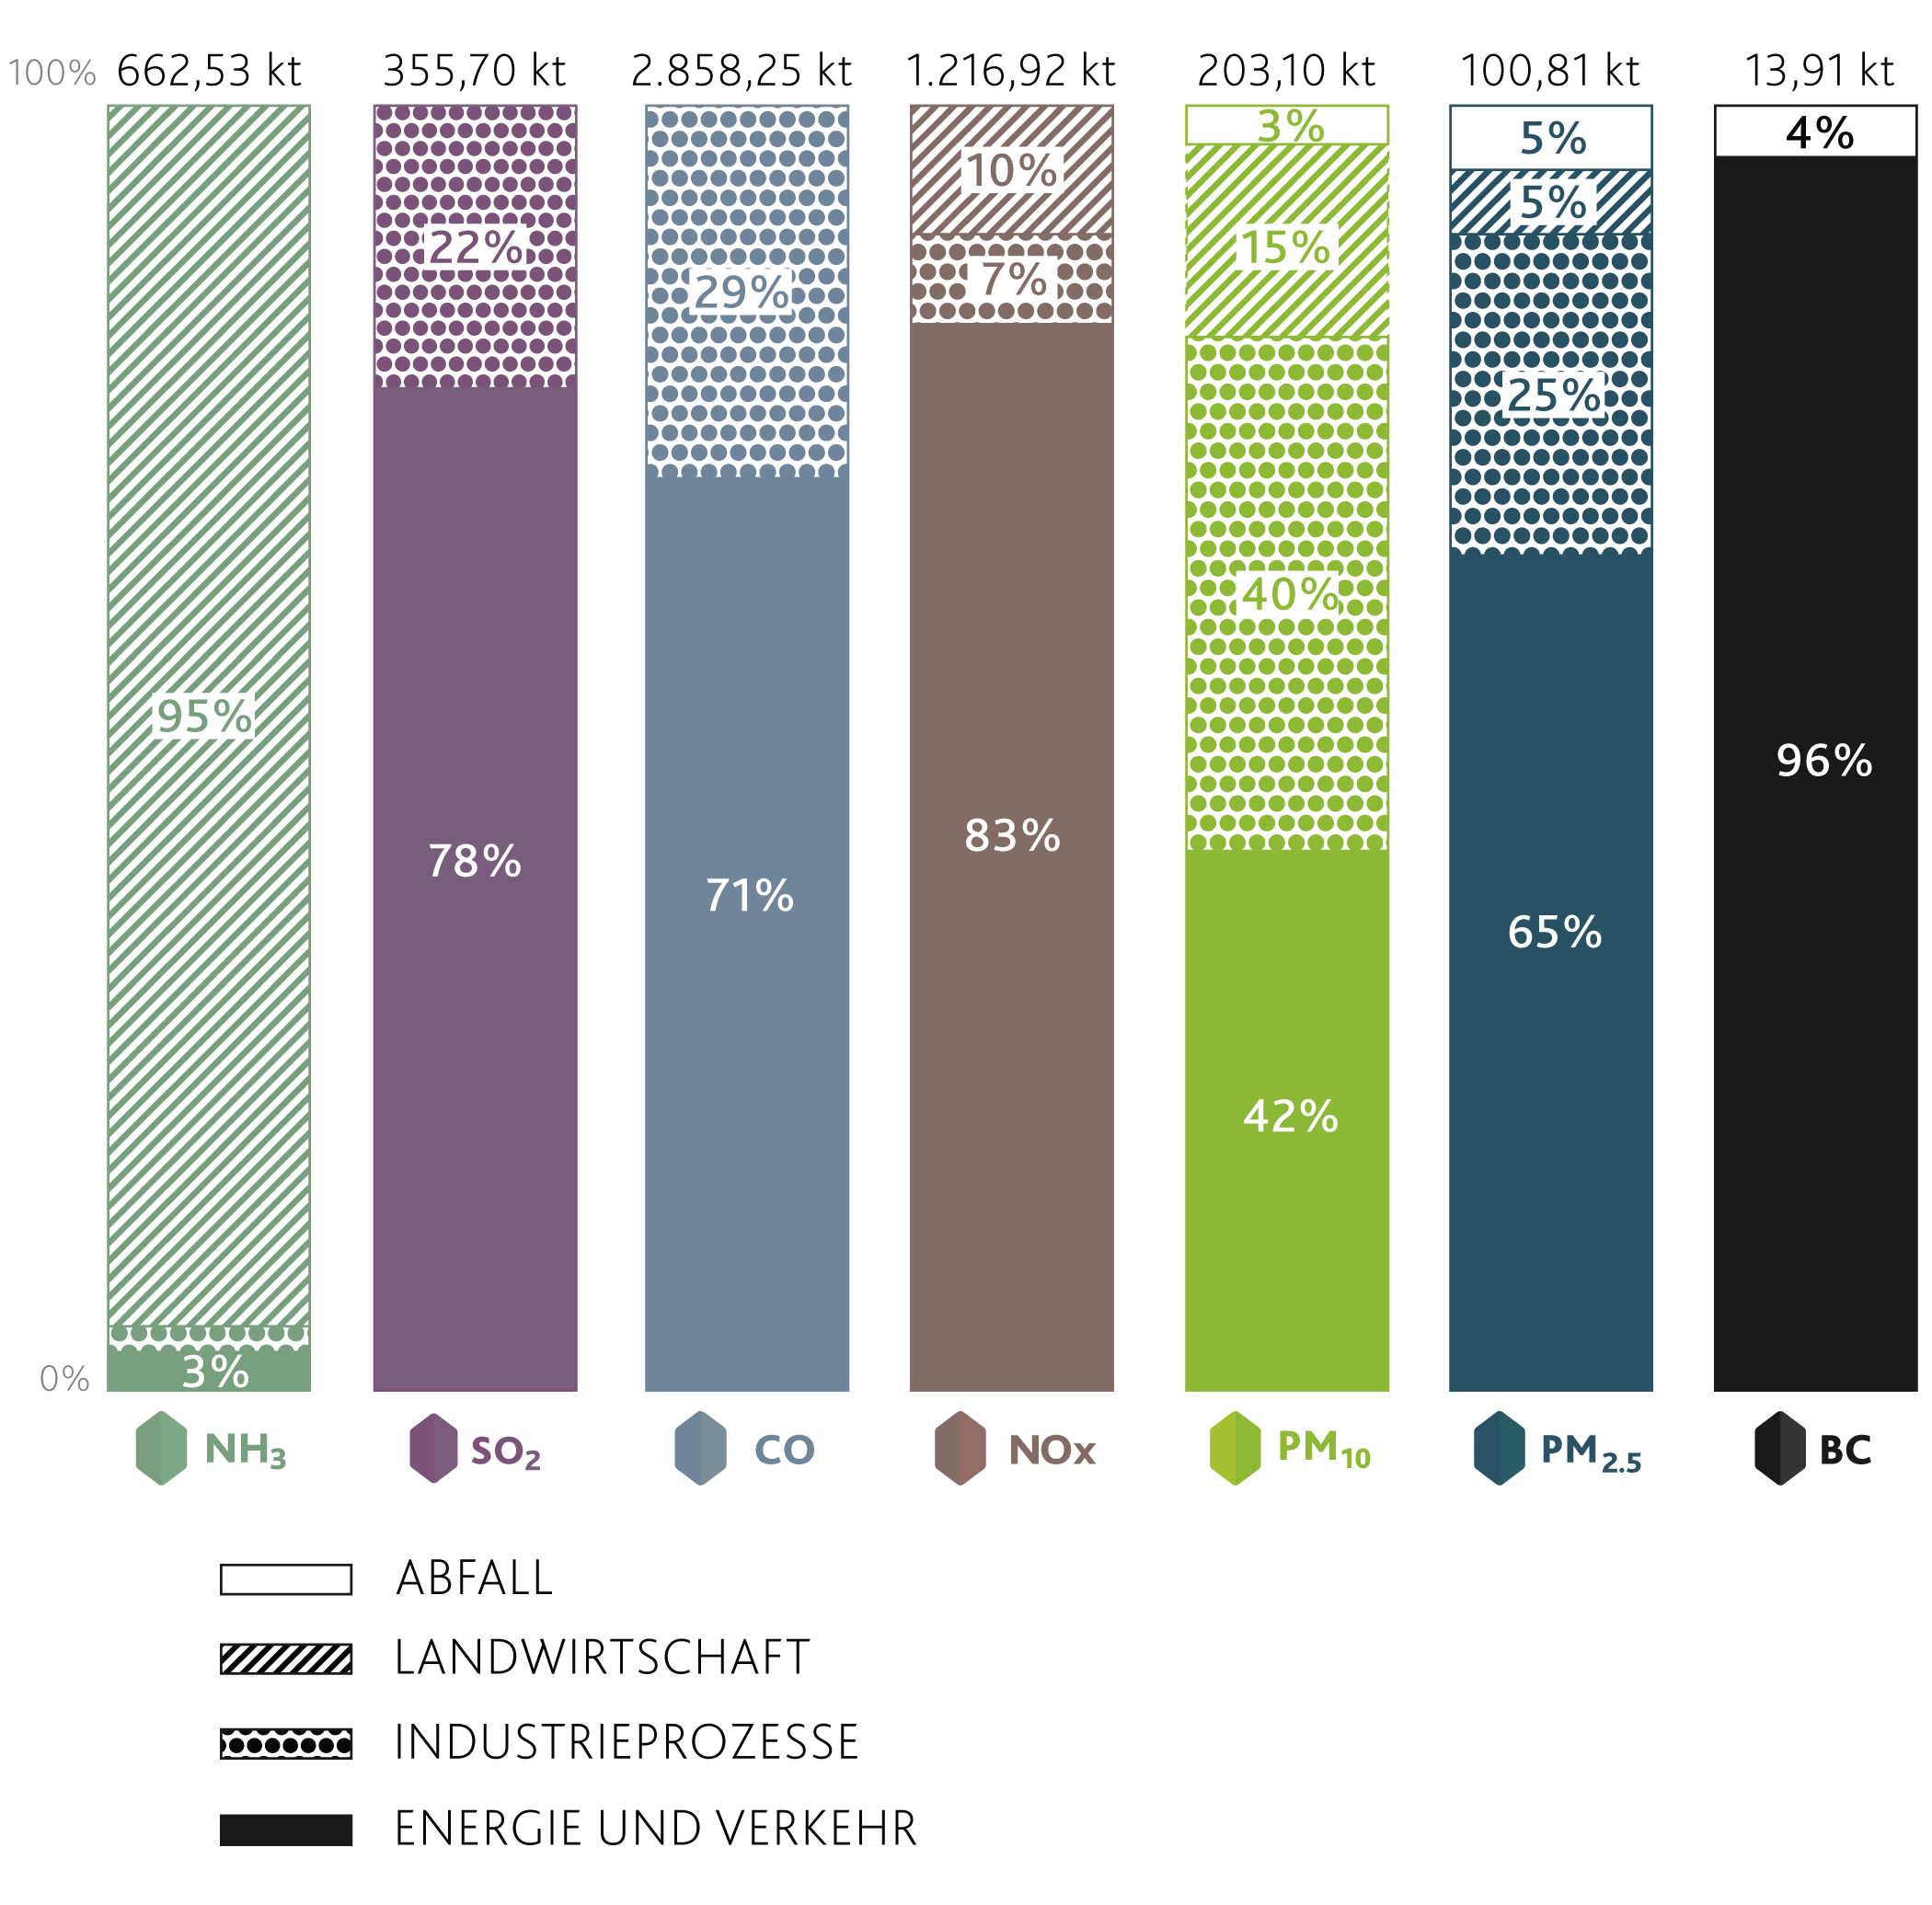 100% 662,53 kt 355,70 kt 2.858,25 kt 1.216,92 kt 203,10 kt 100,81 kt 13,91 kt
3% 5% 4%
10% 5%
22% 15%
29% 7%
25%
40%
95%
96%
78% 83%
71% 65%
42%
0% 3%
NH₃ SO₂ CO NOx PM₁₀ PM₂.₅ BC
ABFALL
LANDWIRTSCHAFT
INDUSTRIEPROZESSE
ENERGIE UND VERKEHR